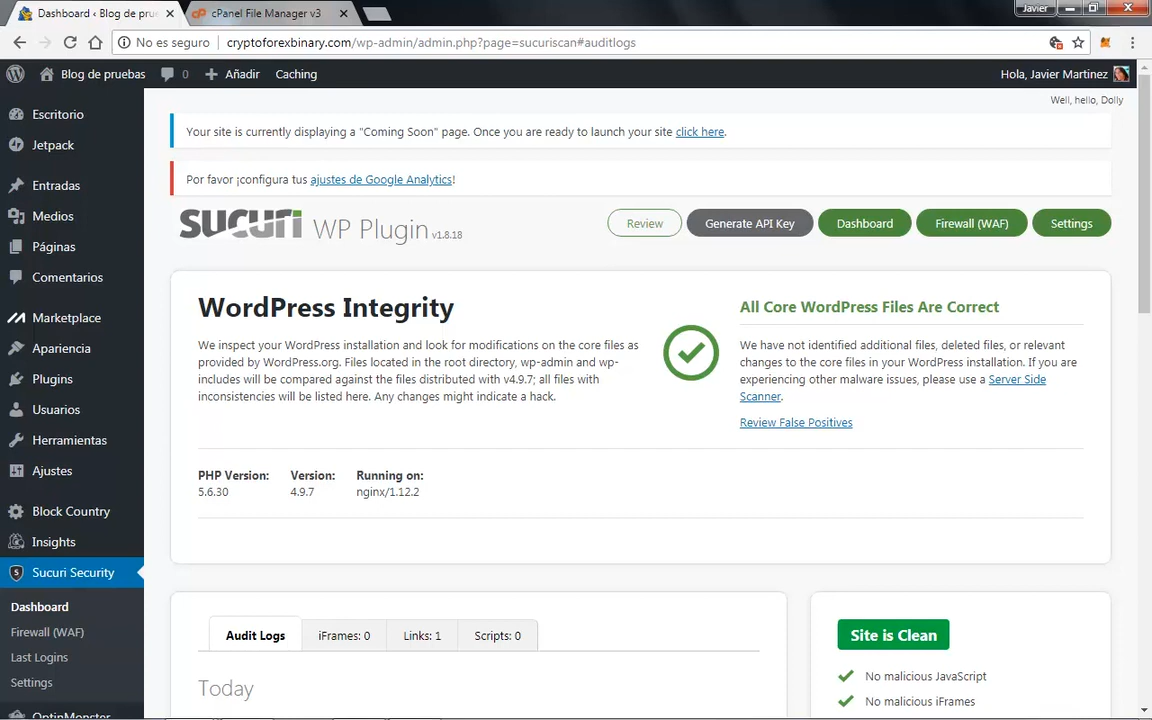 Dashboard ‹ Blog de prue
cPanel File Manager v3
Javier
No es seguro
cryptoforexbinary.com/wp-admin/admin.php?page=sucuriscan#auditlogs
Blog de pruebas
0
Añadir
Caching
Hola, Javier Martinez
Well, hello, Dolly
Escritorio
Jetpack
Entradas
Medios
Páginas
Comentarios
Marketplace
Apariencia
Plugins
Usuarios
Herramientas
Ajustes
Block Country
Insights
Sucuri Security
Dashboard
Firewall (WAF)
Last Logins
Settings
OptinMonster
Your site is currently displaying a "Coming Soon" page. Once you are ready to launch your site click here.
Por favor ¡configura tus ajustes de Google Analytics!
SUCURI WP Plugin v1.8.18
Review
Generate API Key
Dashboard
Firewall (WAF)
Settings
WordPress Integrity
We inspect your WordPress installation and look for modifications on the core files as
provided by WordPress.org. Files located in the root directory, wp-admin and wp-
includes will be compared against the files distributed with v4.9.7; all files with
inconsistencies will be listed here. Any changes might indicate a hack.
All Core WordPress Files Are Correct
We have not identified additional files, deleted files, or relevant
changes to the core files in your WordPress installation. If you are
experiencing other malware issues, please use a Server Side
Scanner.
Review False Positives
PHP Version:
5.6.30
Version:
4.9.7
Running on:
nginx/1.12.2
Audit Logs
iFrames: 0
Links: 1
Scripts: 0
Today
Site is Clean
No malicious JavaScript
No malicious iFrames